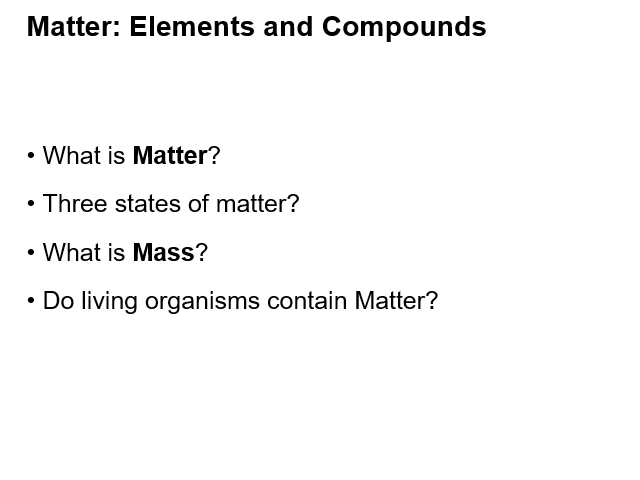 Matter: Elements and Compounds
• What is Matter?
• Three states of matter?
• What is Mass?
• Do living organisms contain Matter?